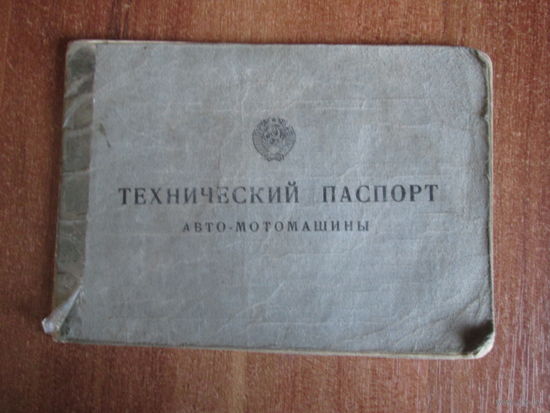 ТЕХНИЧЕСКИЙ ПАСПОРТ
АВТО-МОТОМАШИНЫ